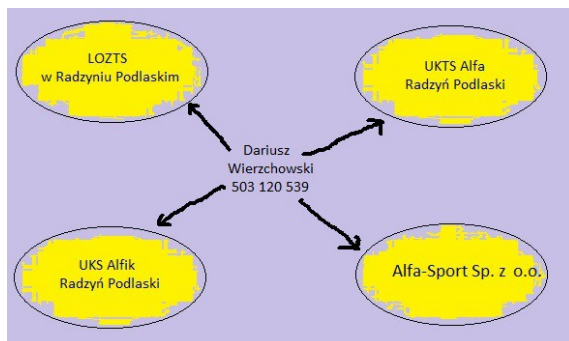 LOZTS
w Radzyniu Podlaskim
UKTS Alfa
Radzyń Podlaski
Dariusz
Wierzchowski
503 120 539
UKS Alfik
Radzyń Podlaski
Alfa-Sport Sp. z o.o.